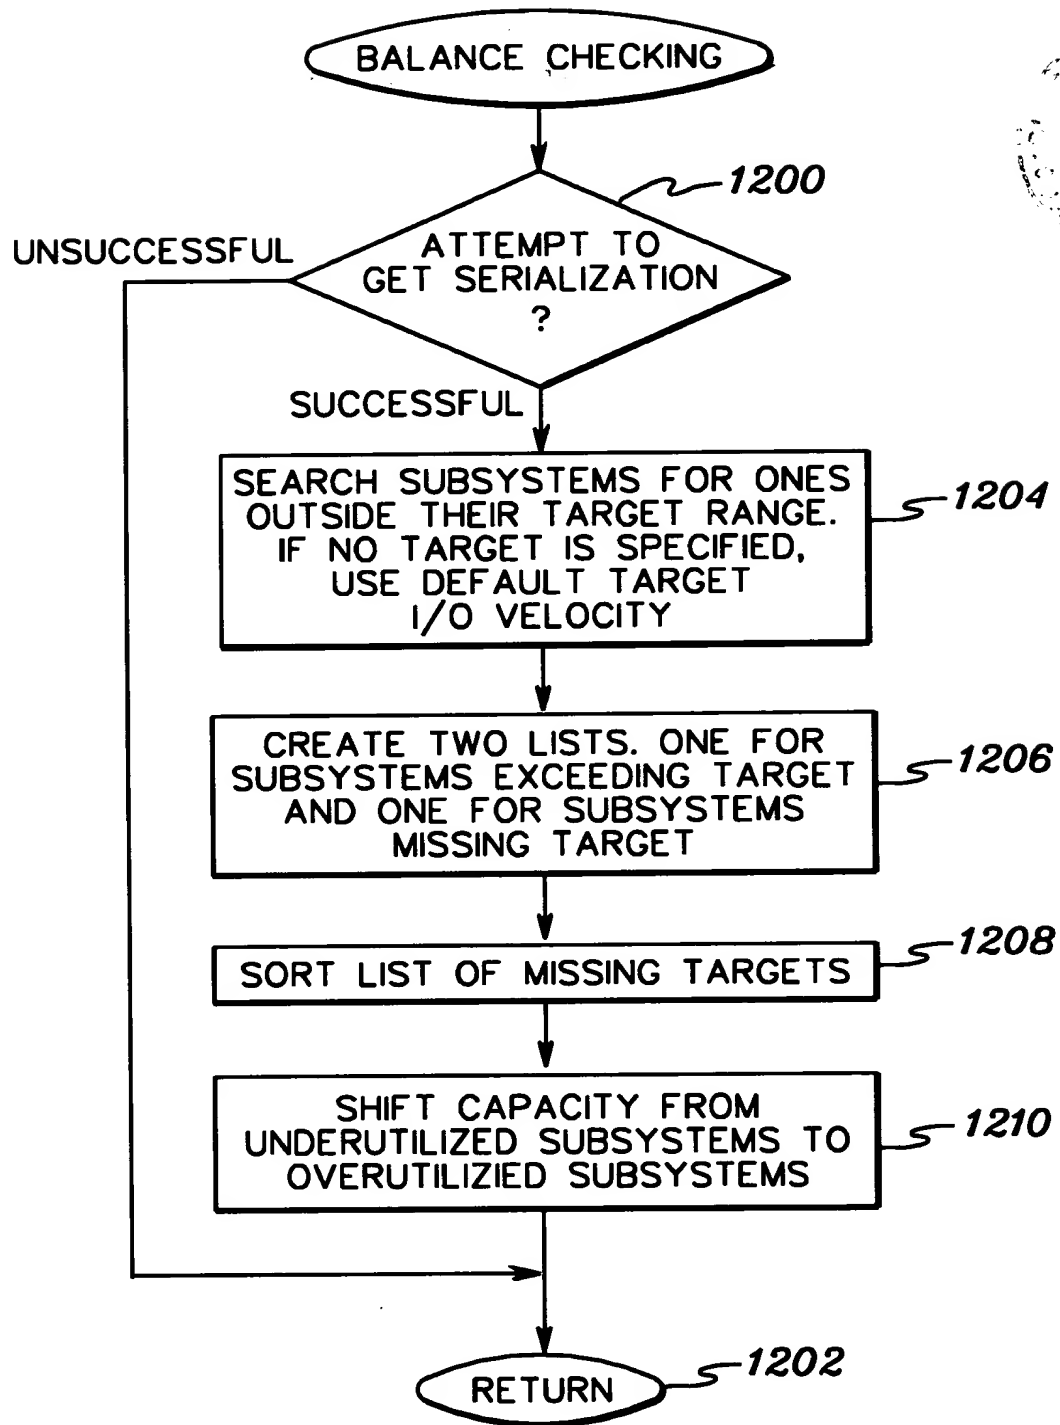 BALANCE CHECKING
1200
UNSUCCESSFUL
ATTEMPT TO
GET SERIALIZATION
?
SUCCESSFUL
SEARCH SUBSYSTEMS FOR ONES
OUTSIDE THEIR TARGET RANGE.
IF NO TARGET IS SPECIFIED,
USE DEFAULT TARGET
I/O VELOCITY
1204
CREATE TWO LISTS. ONE FOR
SUBSYSTEMS EXCEEDING TARGET
AND ONE FOR SUBSYSTEMS
MISSING TARGET
1206
SORT LIST OF MISSING TARGETS
1208
SHIFT CAPACITY FROM
UNDERUTILIZED SUBSYSTEMS TO
OVERUTILIZIED SUBSYSTEMS
1210
RETURN
1202